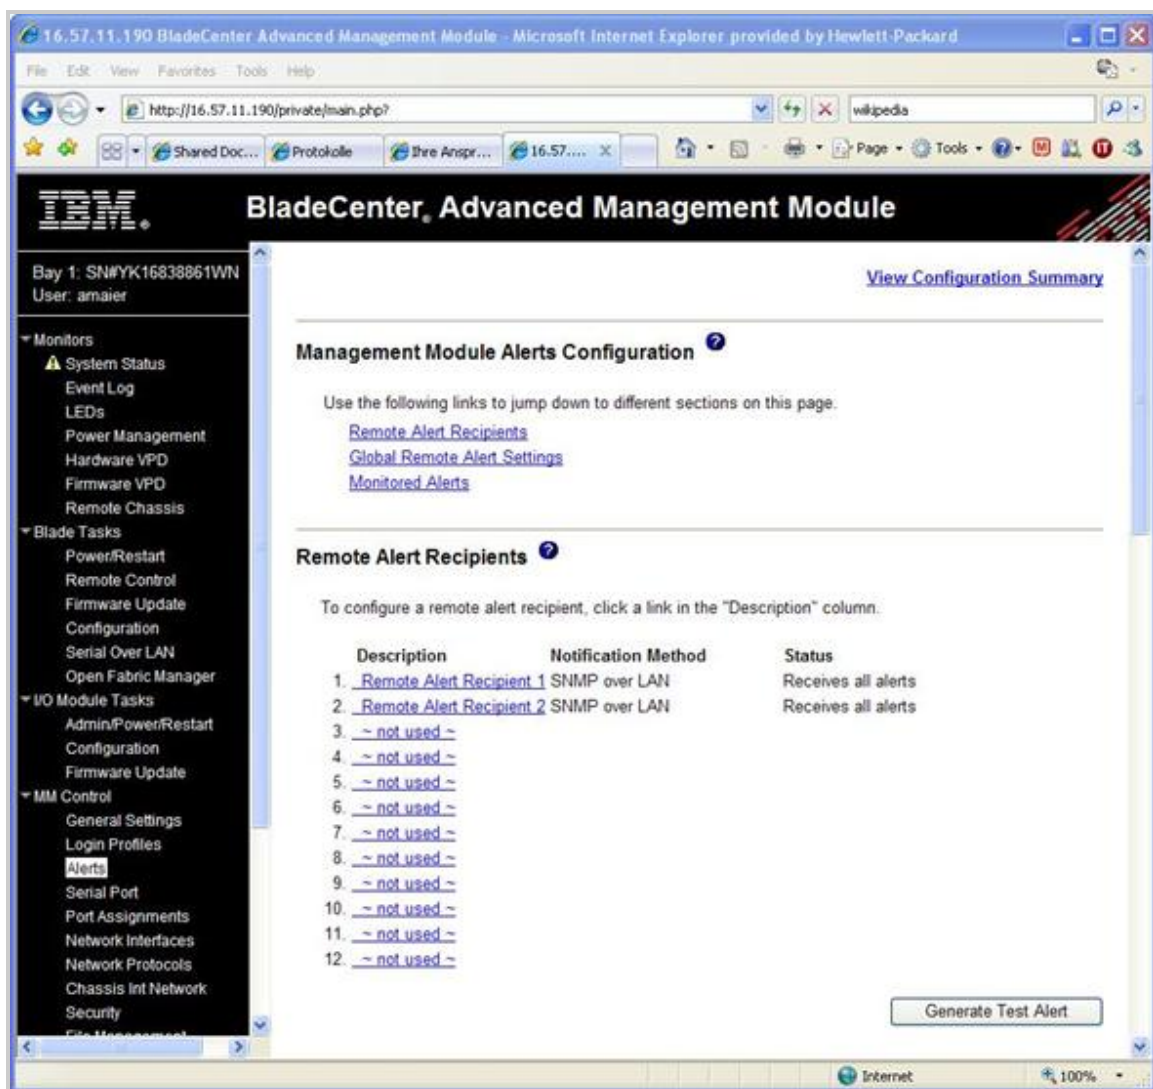 16.57.11.190 BladeCenter Advanced Management Module - Microsoft Internet Explorer provided by Hewlett-Packard
File Edit View Favorites Tools Help
http://16.57.11.190/private/main.php?
wikipedia
Shared Doc... Protokolle Ihre Anspr... 16.57.... Page Tools
IBM. BladeCenter® Advanced Management Module
Bay 1: SN#YK16838861WN
User: amaier
Monitors
System Status
Event Log
LEDs
Power Management
Hardware VPD
Firmware VPD
Remote Chassis
Blade Tasks
Power/Restart
Remote Control
Firmware Update
Configuration
Serial Over LAN
Open Fabric Manager
I/O Module Tasks
Admin/Power/Restart
Configuration
Firmware Update
MM Control
General Settings
Login Profiles
Alerts
Serial Port
Port Assignments
Network Interfaces
Network Protocols
Chassis Int Network
Security
View Configuration Summary
Management Module Alerts Configuration
Use the following links to jump down to different sections on this page.
Remote Alert Recipients
Global Remote Alert Settings
Monitored Alerts
Remote Alert Recipients
To configure a remote alert recipient, click a link in the "Description" column.
Description Notification Method Status
1. Remote Alert Recipient 1 SNMP over LAN Receives all alerts
2. Remote Alert Recipient 2 SNMP over LAN Receives all alerts
3. ~ not used ~
4. ~ not used ~
5. ~ not used ~
6. ~ not used ~
7. ~ not used ~
8. ~ not used ~
9. ~ not used ~
10. ~ not used ~
11. ~ not used ~
12. ~ not used ~
Generate Test Alert
Internet 100%